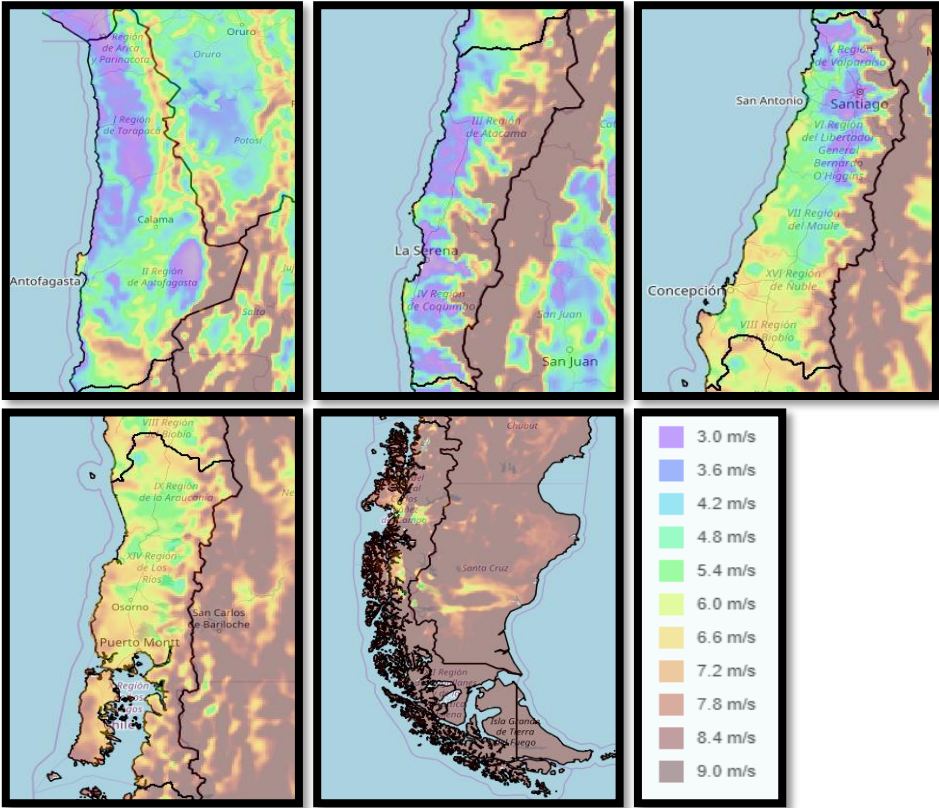 XV Región
de Arica
y Parinacota
Oruro
Oruro
I Región
de Tarapacá
Potosí
Calama
II Región
de Antofagasta
Antofagasta
Salta
III Región
de Atacama
La Serena
IV Región
de Coquimbo
San Juan
San Juan
V Región
de Valparaíso
San Antonio
Santiago
VI Región
del Libertador
General
Bernardo
O'Higgins
VII Región
del Maule
XVI Región
de Ñuble
Concepción
VIII Región
del Biobío
VIII Región
del Biobío
IX Región
de la Araucanía
XIV Región
de Los
Ríos
Osorno
San Carlos
de Bariloche
Puerto Montt
X Región
Chubut
Santa Cruz
Isla Grande
de Tierra
del Fuego
3.0 m/s
3.6 m/s
4.2 m/s
4.8 m/s
5.4 m/s
6.0 m/s
6.6 m/s
7.2 m/s
7.8 m/s
8.4 m/s
9.0 m/s